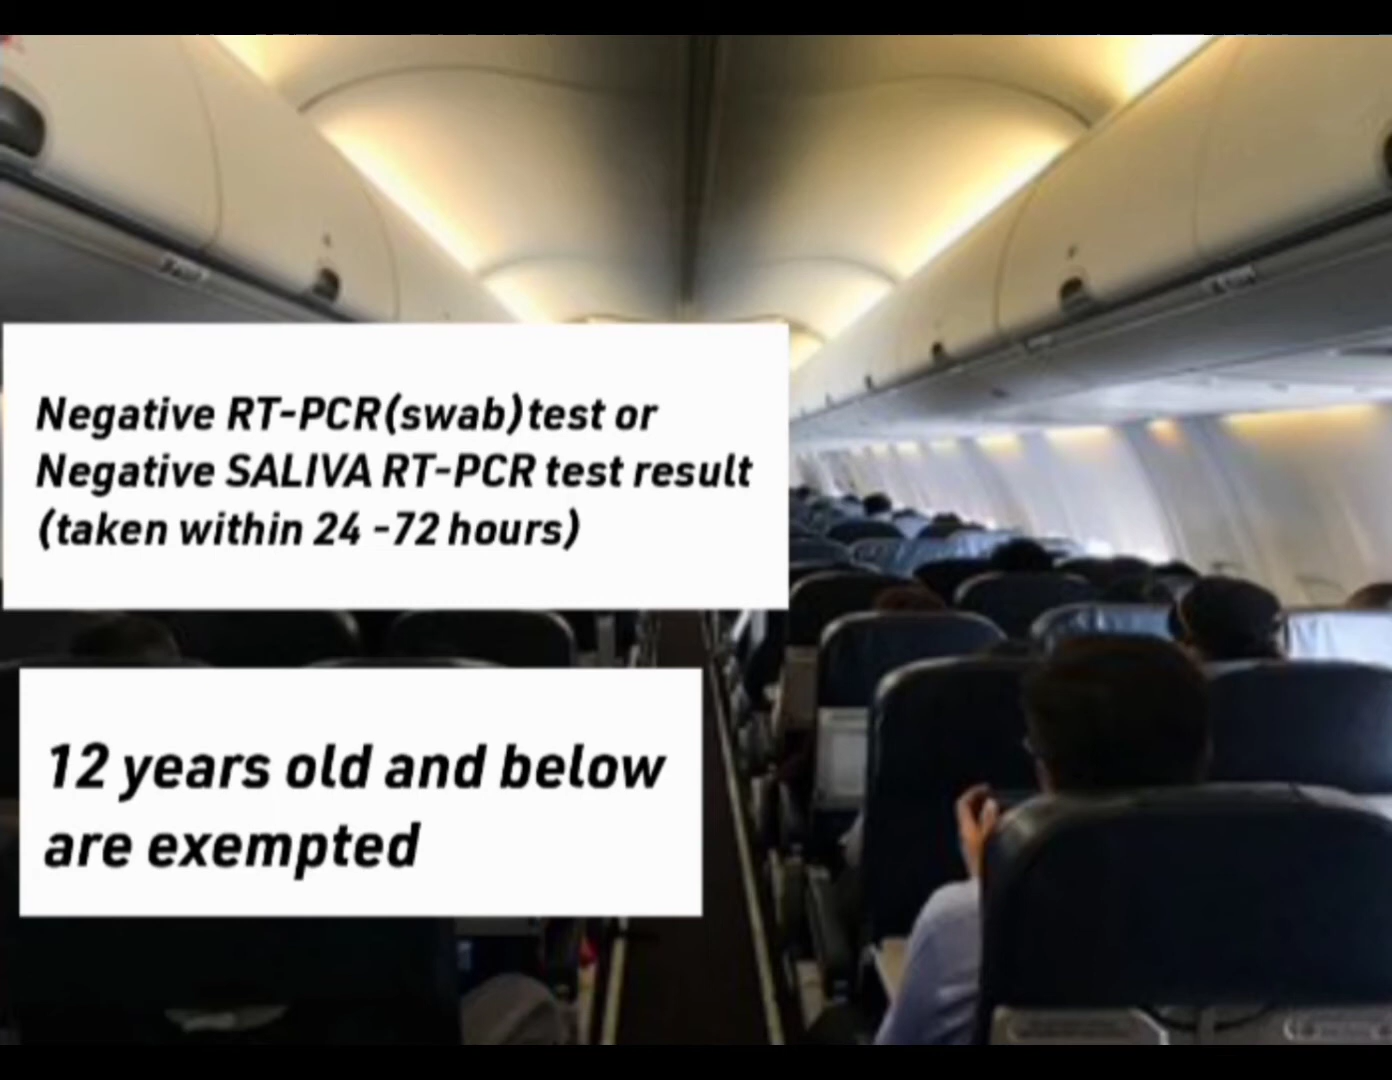 Negative RT-PCR(swab)test or
Negative SALIVA RT-PCR test result
(taken within 24 -72 hours)
12 years old and below
are exempted